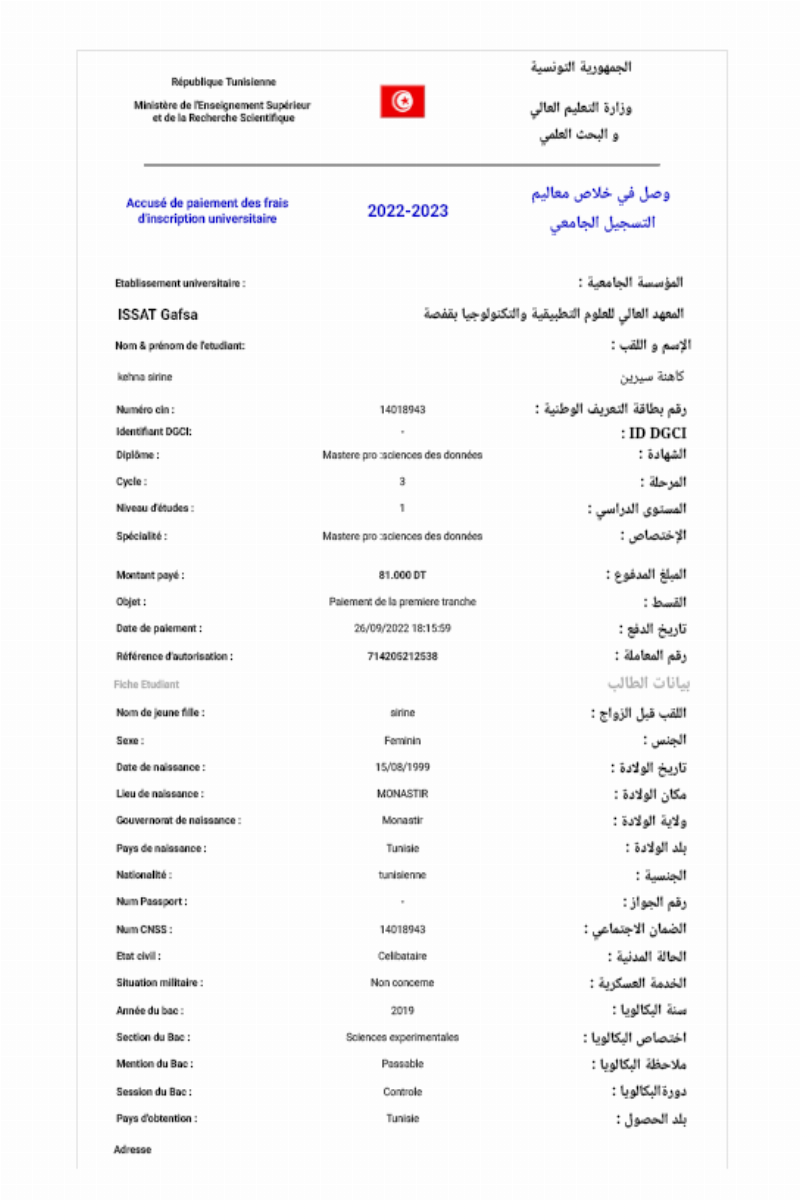 République Tunisienne
Ministère de l'Enseignement Supérieur
et de la Recherche Scientifique
الجمهورية التونسية
وزارة التعليم العالي
و البحث العلمي
Accusé de paiement des frais
d'inscription universitaire
2022-2023
وصل في خلاص معاليم
التسجيل الجامعي
Etablissement universitaire : المؤسسة الجامعية :
ISSAT Gafsa المعهد العالي للعلوم التطبيقية والتكنولوجيا بقفصة
Nom & prénom de l'etudiant: الإسم و اللقب :
kehna sirine كاهنة سيرين
Numéro cin : 14018943 رقم بطاقة التعريف الوطنية :
Identifiant DGCI: - ID DGCI :
Diplôme : Mastere pro :sciences des données الشهادة :
Cycle : 3 المرحلة :
Niveau d'études : 1 المستوى الدراسي :
Spécialité : Mastere pro :sciences des données الإختصاص :
Montant payé : 81.000 DT المبلغ المدفوع :
Objet : Paiement de la premiere tranche القسط :
Date de paiement : 26/09/2022 18:15:59 تاريخ الدفع :
Référence d'autorisation : 714205212538 رقم المعاملة :
Fiche Etudiant بيانات الطالب
Nom de jeune fille : sirine اللقب قبل الزواج :
Sexe : Feminin الجنس :
Date de naissance : 15/08/1999 تاريخ الولادة :
Lieu de naissance : MONASTIR مكان الولادة :
Gouvernorat de naissance : Monastir ولاية الولادة :
Pays de naissance : Tunisie بلد الولادة :
Nationalité : tunisienne الجنسية :
Num Passport : - رقم الجواز :
Num CNSS : 14018943 الضمان الاجتماعي :
Etat civil : Celibataire الحالة المدنية :
Situation militaire : Non concerne الخدمة العسكرية :
Année du bac : 2019 سنة البكالويا :
Section du Bac : Sciences experimentales اختصاص البكالويا :
Mention du Bac : Passable ملاحظة البكالويا :
Session du Bac : Controle دورةالبكالويا :
Pays d'obtention : Tunisie بلد الحصول :
Adresse